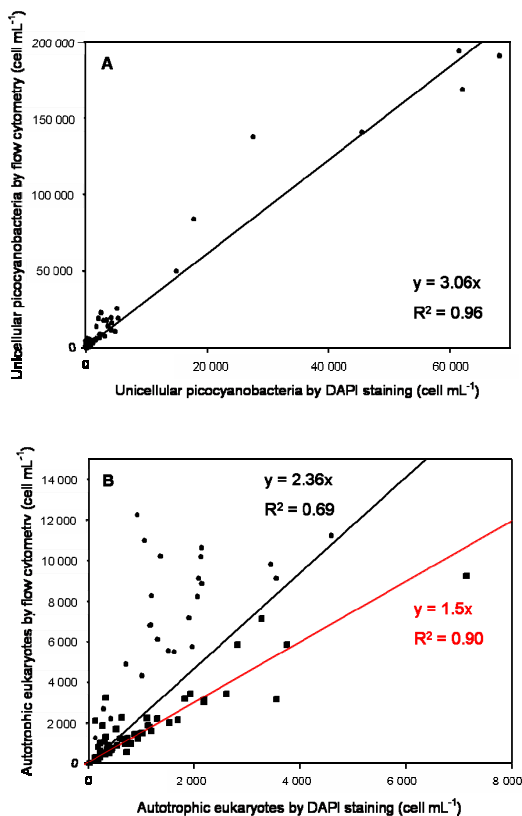 A
Unicellular picocyanobacteria by flow cytometry (cell mL-1)
200 000
150 000
100 000
50 000
0
0
20 000
40 000
60 000
y = 3.06x
R2 = 0.96
Unicellular picocyanobacteria by DAPI staining (cell mL-1)
B
Autotrophic eukaryotes by flow cytometry (cell mL-1)
14 000
12 000
10 000
8 000
6 000
4 000
2 000
0
0
2 000
4 000
6 000
8 000
y = 2.36x
R2 = 0.69
y = 1.5x
R2 = 0.90
Autotrophic eukaryotes by DAPI staining (cell mL-1)